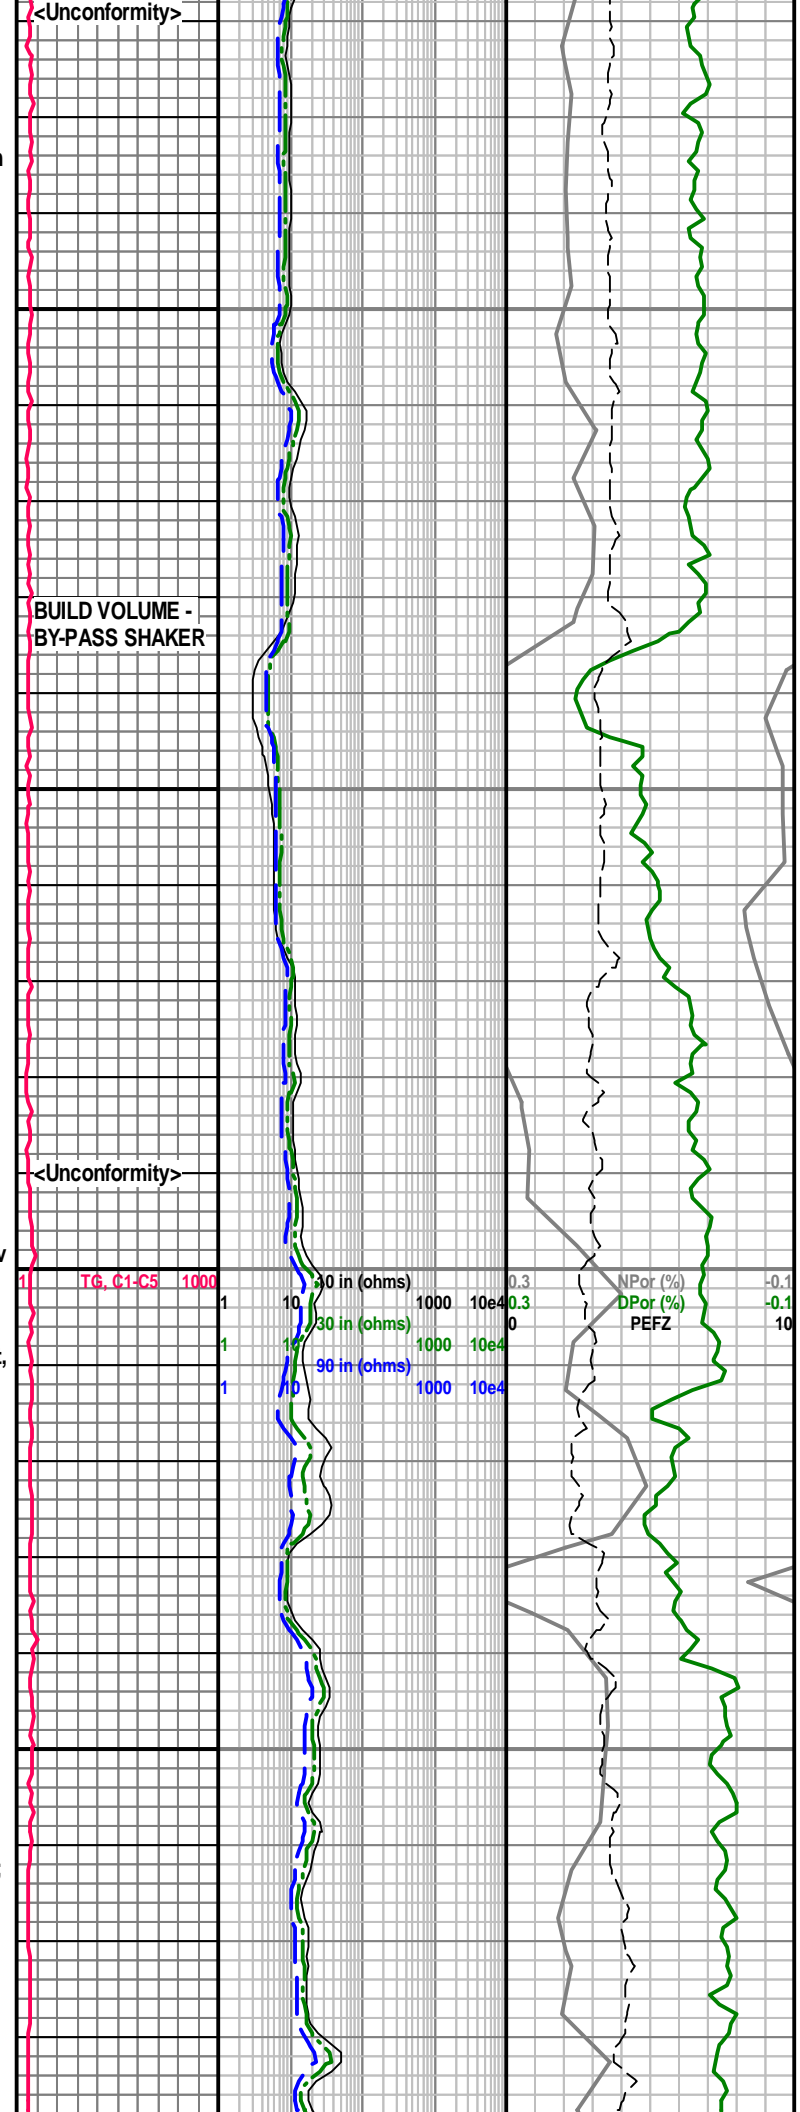 <Unconformity>
BUILD VOLUME -
BY-PASS SHAKER
<Unconformity>
1 TG, C1-C5 1000
10 in (ohms)
1 10 1000 10e4
30 in (ohms)
1 10 1000 10e4
90 in (ohms)
1 10 1000 10e4
0.3 NPor (%) -0.1
0.3 DPor (%) -0.1
0 PEFZ 10